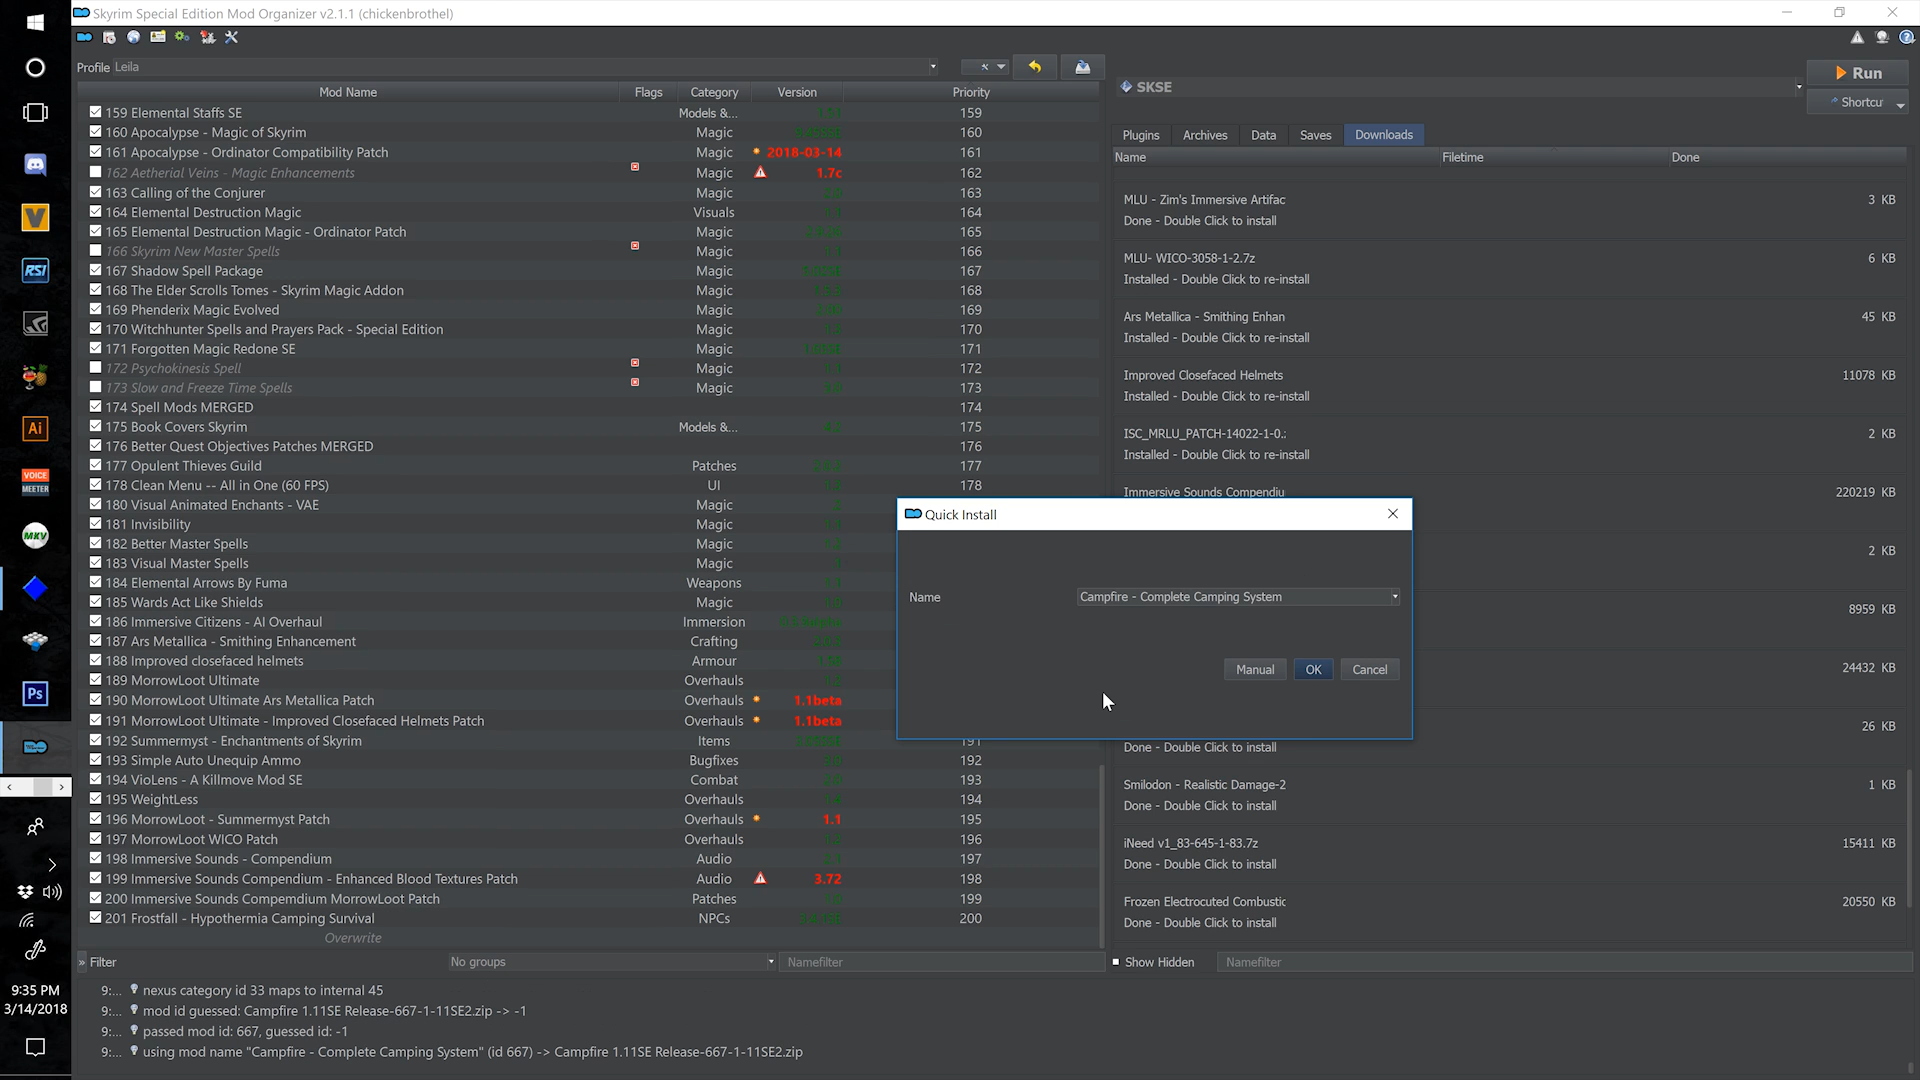 Skyrim Special Edition Mod Organizer v2.1.1 (chickenbrothel)
Profile Leila
SKSE
Run
Shortcu
Mod Name Flags Category Version Priority
Plugins Archives Data Saves Downloads
Name Filetime Done
159 Elemental Staffs SE Models &... 159
160 Apocalypse - Magic of Skyrim Magic 160
161 Apocalypse - Ordinator Compatibility Patch Magic 2018-03-14 161
162 Aetherial Veins - Magic Enhancements Magic 1.7c 162
163 Calling of the Conjurer Magic 163
164 Elemental Destruction Magic Visuals 164
165 Elemental Destruction Magic - Ordinator Patch Magic 165
166 Skyrim New Master Spells Magic 166
167 Shadow Spell Package Magic 167
168 The Elder Scrolls Tomes - Skyrim Magic Addon Magic 168
169 Phenderix Magic Evolved Magic 169
170 Witchhunter Spells and Prayers Pack - Special Edition Magic 170
171 Forgotten Magic Redone SE Magic 171
172 Psychokinesis Spell Magic 172
173 Slow and Freeze Time Spells Magic 173
174 Spell Mods MERGED 174
175 Book Covers Skyrim Models &... 175
176 Better Quest Objectives Patches MERGED 176
177 Opulent Thieves Guild Patches 177
178 Clean Menu -- All in One (60 FPS) UI 178
180 Visual Animated Enchants - VAE Magic
181 Invisibility Magic
182 Better Master Spells Magic
183 Visual Master Spells Magic
184 Elemental Arrows By Fuma Weapons
185 Wards Act Like Shields Magic
186 Immersive Citizens - AI Overhaul Immersion
187 Ars Metallica - Smithing Enhancement Crafting
188 Improved closefaced helmets Armour
189 MorrowLoot Ultimate Overhauls
190 MorrowLoot Ultimate Ars Metallica Patch Overhauls 1.1beta
191 MorrowLoot Ultimate - Improved Closefaced Helmets Patch Overhauls 1.1beta
192 Summermyst - Enchantments of Skyrim Items 191
193 Simple Auto Unequip Ammo Bugfixes 192
194 VioLens - A Killmove Mod SE Combat 193
195 WeightLess Overhauls 194
196 MorrowLoot - Summermyst Patch Overhauls 1.1 195
197 MorrowLoot WICO Patch Overhauls 196
198 Immersive Sounds - Compendium Audio 197
199 Immersive Sounds Compendium - Enhanced Blood Textures Patch Audio 3.72 198
200 Immersive Sounds Compemdium MorrowLoot Patch Patches 199
201 Frostfall - Hypothermia Camping Survival NPCs 200
Overwrite
MLU - Zim's Immersive Artifac 3 KB
Done - Double Click to install
MLU- WICO-3058-1-2.7z 6 KB
Installed - Double Click to re-install
Ars Metallica - Smithing Enhan 45 KB
Installed - Double Click to re-install
Improved Closefaced Helmets 11078 KB
Installed - Double Click to re-install
ISC_MRLU_PATCH-14022-1-0.: 2 KB
Installed - Double Click to re-install
Immersive Sounds Compendiu 220219 KB
2 KB
8959 KB
24432 KB
26 KB
Done - Double Click to install
Smilodon - Realistic Damage-2 1 KB
Done - Double Click to install
iNeed v1_83-645-1-83.7z 15411 KB
Done - Double Click to install
Frozen Electrocuted Combustic 20550 KB
Done - Double Click to install
Quick Install
Name Campfire - Complete Camping System
Manual OK Cancel
» Filter No groups Namefilter
Show Hidden Namefilter
9:... nexus category id 33 maps to internal 45
9:... mod id guessed: Campfire 1.11SE Release-667-1-11SE2.zip -> -1
9:... passed mod id: 667, guessed id: -1
9:... using mod name "Campfire - Complete Camping System" (id 667) -> Campfire 1.11SE Release-667-1-11SE2.zip
RSI
Ai
VOICE
MEETER
MKV
Ps
9:35 PM
3/14/2018